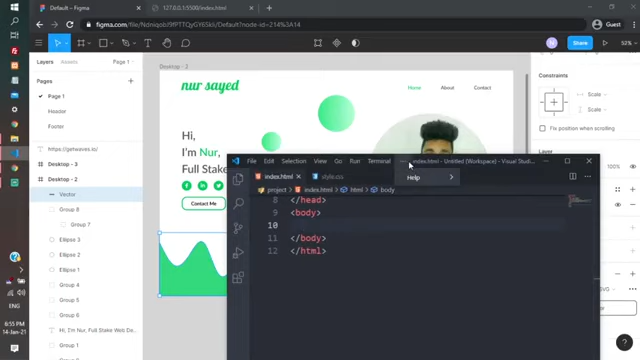 Default – Figma
127.0.0.1:5500/index.html
figma.com/file/Ndniqobj9YPQLkY65KI/Default?node-id=214%3A14
Guest
N
Share
52%
Layers
Assets
Page 1
Pages
Page 1
Header
Footer
https://getwaves.io/
Desktop - 3
Desktop - 2
Vector
Group 8
Group 7
Ellipse 3
Ellipse 2
Ellipse 1
Group 6
Group 5
Group 4
Hi, I'm Nur, Full Stake Web De
Group 3
Vector
Desktop - 2
nur sayed
Home
About
Contact
Hi,
I'm Nur,
Full Stake
Contact Me
Constraints
Scale
Scale
Fix position when scrolling
Layer
100%
File
Edit
Selection
View
Go
Run
Terminal
index.html - Untitled (Workspace) - Visual Studi
Help
index.html
style.css
project > index.html > html > body
8 </head>
9 <body>
10
11 </body>
12 </html>
SVG
ENG
8:55 PM
14-Jan-21
?